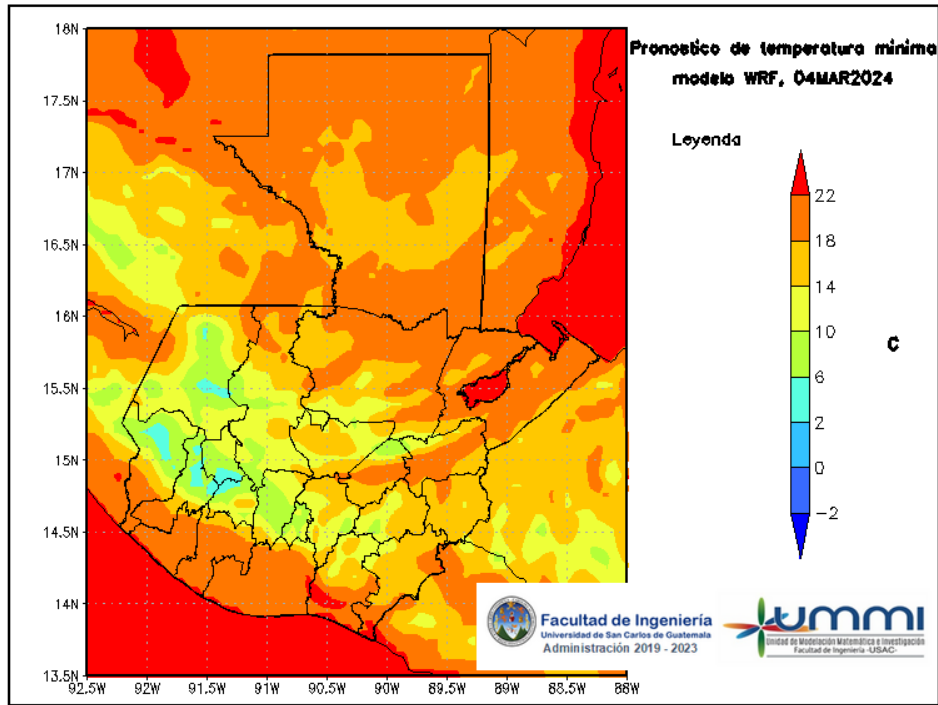 Pronostico de temperatura minima
modelo WRF, 04MAR2024
Leyenda
22
18
14
10
6
2
0
-2
C
18N
17.5N
17N
16.5N
16N
15.5N
15N
14.5N
14N
13.5N
92.5W
92W
91.5W
91W
90.5W
90W
89.5W
89W
88.5W
88W
Facultad de Ingeniería
Universidad de San Carlos de Guatemala
Administración 2019 - 2023
ummi
Unidad de Modelación Matemática e Investigación
Facultad de Ingeniería -USAC-